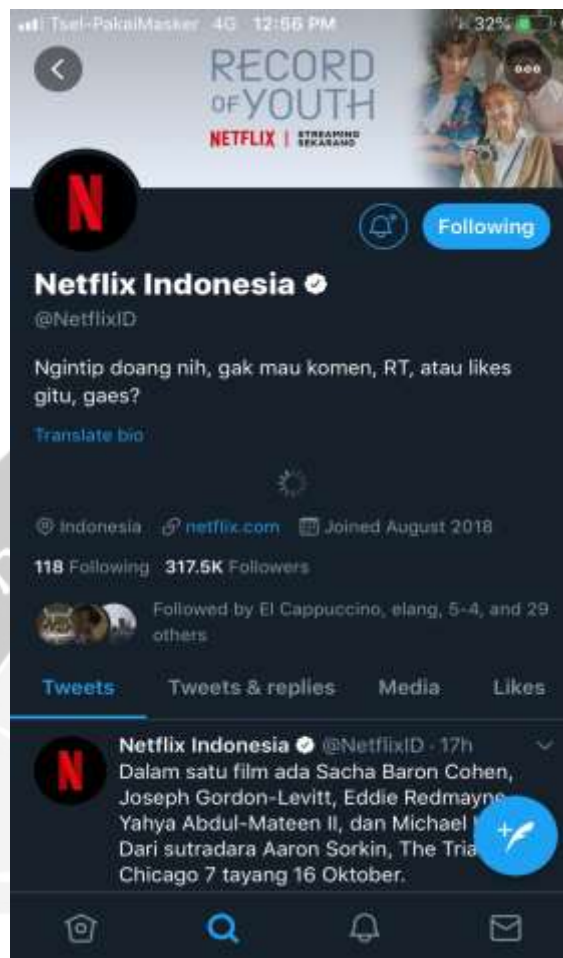 Tsel-PakaiMasker 4G 12:56 PM 32%
RECORD
OF YOUTH
NETFLIX | STREAMING
SEKARANG
N
Following
Netflix Indonesia
@NetflixID
Ngintip doang nih, gak mau komen, RT, atau likes
gitu, gaes?
Translate bio
Indonesia netflix.com Joined August 2018
118 Following 317.5K Followers
Followed by El Cappuccino, elang, 5-4, and 29
others
Tweets Tweets & replies Media Likes
N
Netflix Indonesia @NetflixID · 17h
Dalam satu film ada Sacha Baron Cohen,
Joseph Gordon-Levitt, Eddie Redmayne,
Yahya Abdul-Mateen II, dan Michael
Dari sutradara Aaron Sorkin, The
Chicago 7 tayang 16 Oktober.